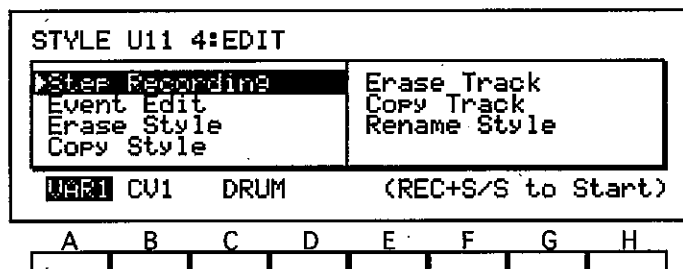 STYLE U11 4:EDIT
▶Step Recording
Event Edit
Erase Style
Copy Style
Erase Track
Copy Track
Rename Style
VAR1 CV1 DRUM (REC+S/S to Start)
A B C D E F G H